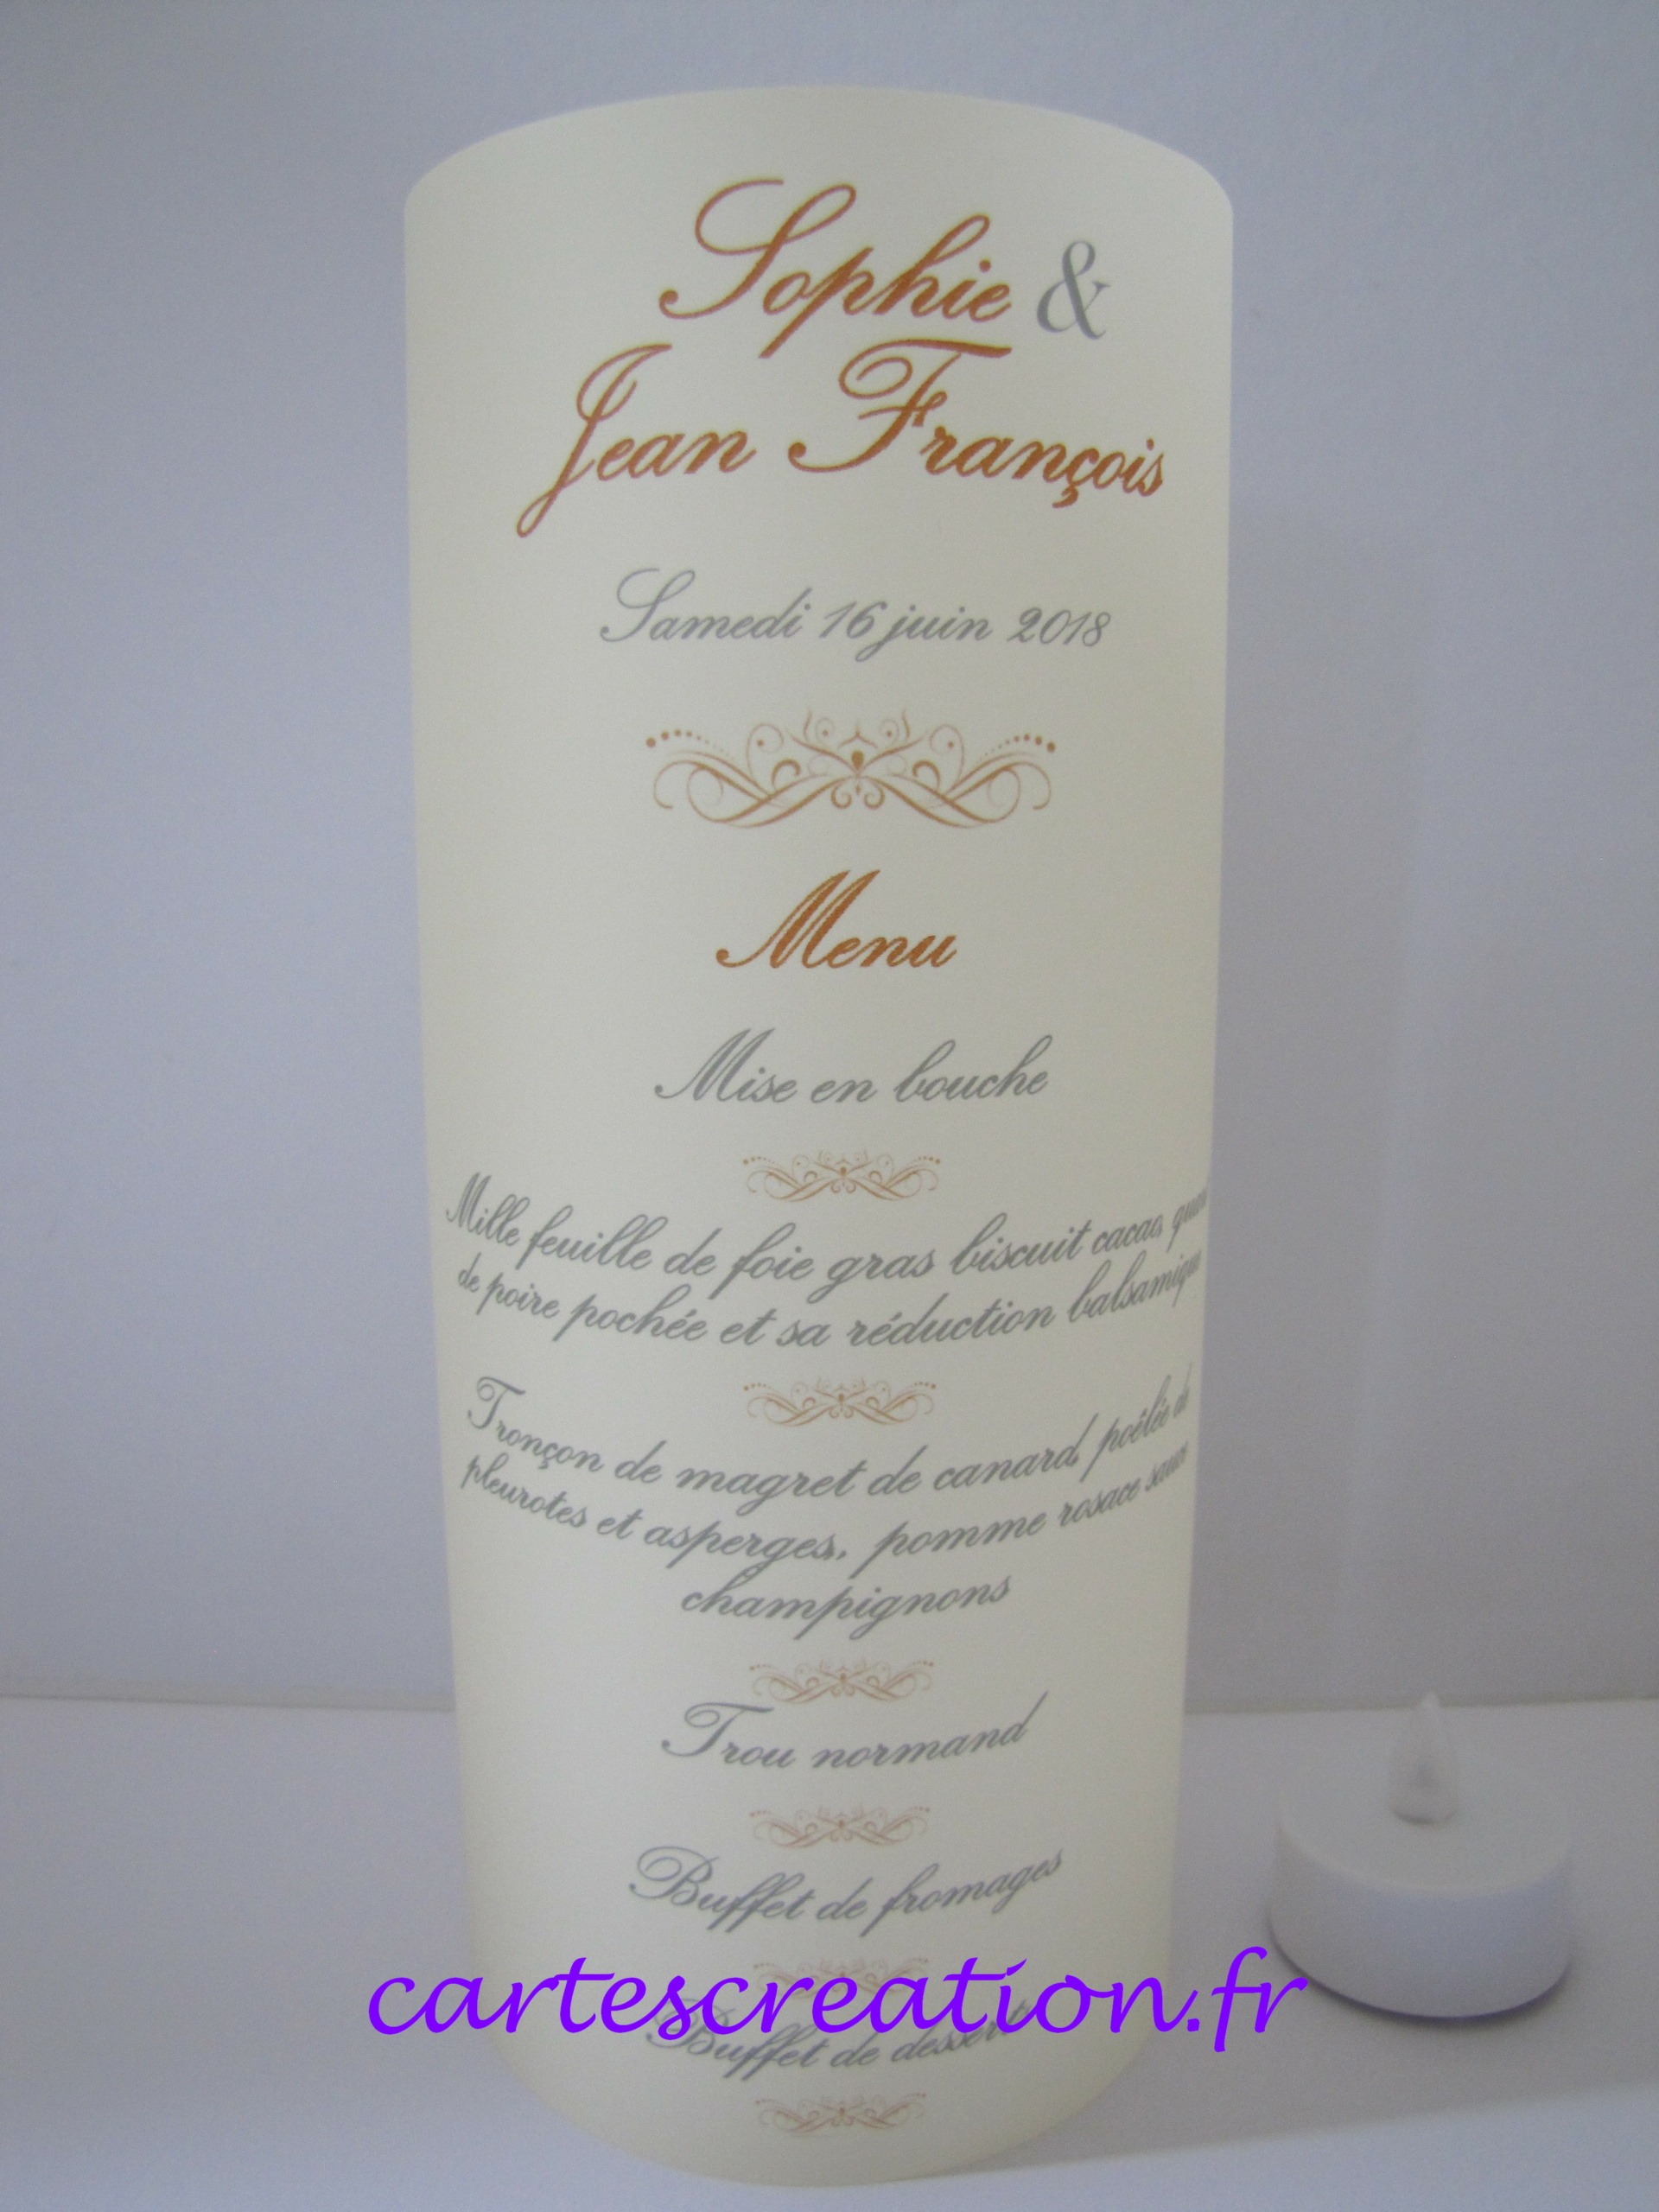 Sophie &
Jean François
Samedi 16 juin 2018
Menu
Mise en bouche
Mille feuille de foie gras biscuit cacao,
de poire pochée et sa réduction balsamique
Tronçon de magret de canard, poêlée de
pleurotes et asperges, pomme rosace sauce
champignons
Trou normand
Buffet de fromages
cartescreation.fr
Buffet de dessert